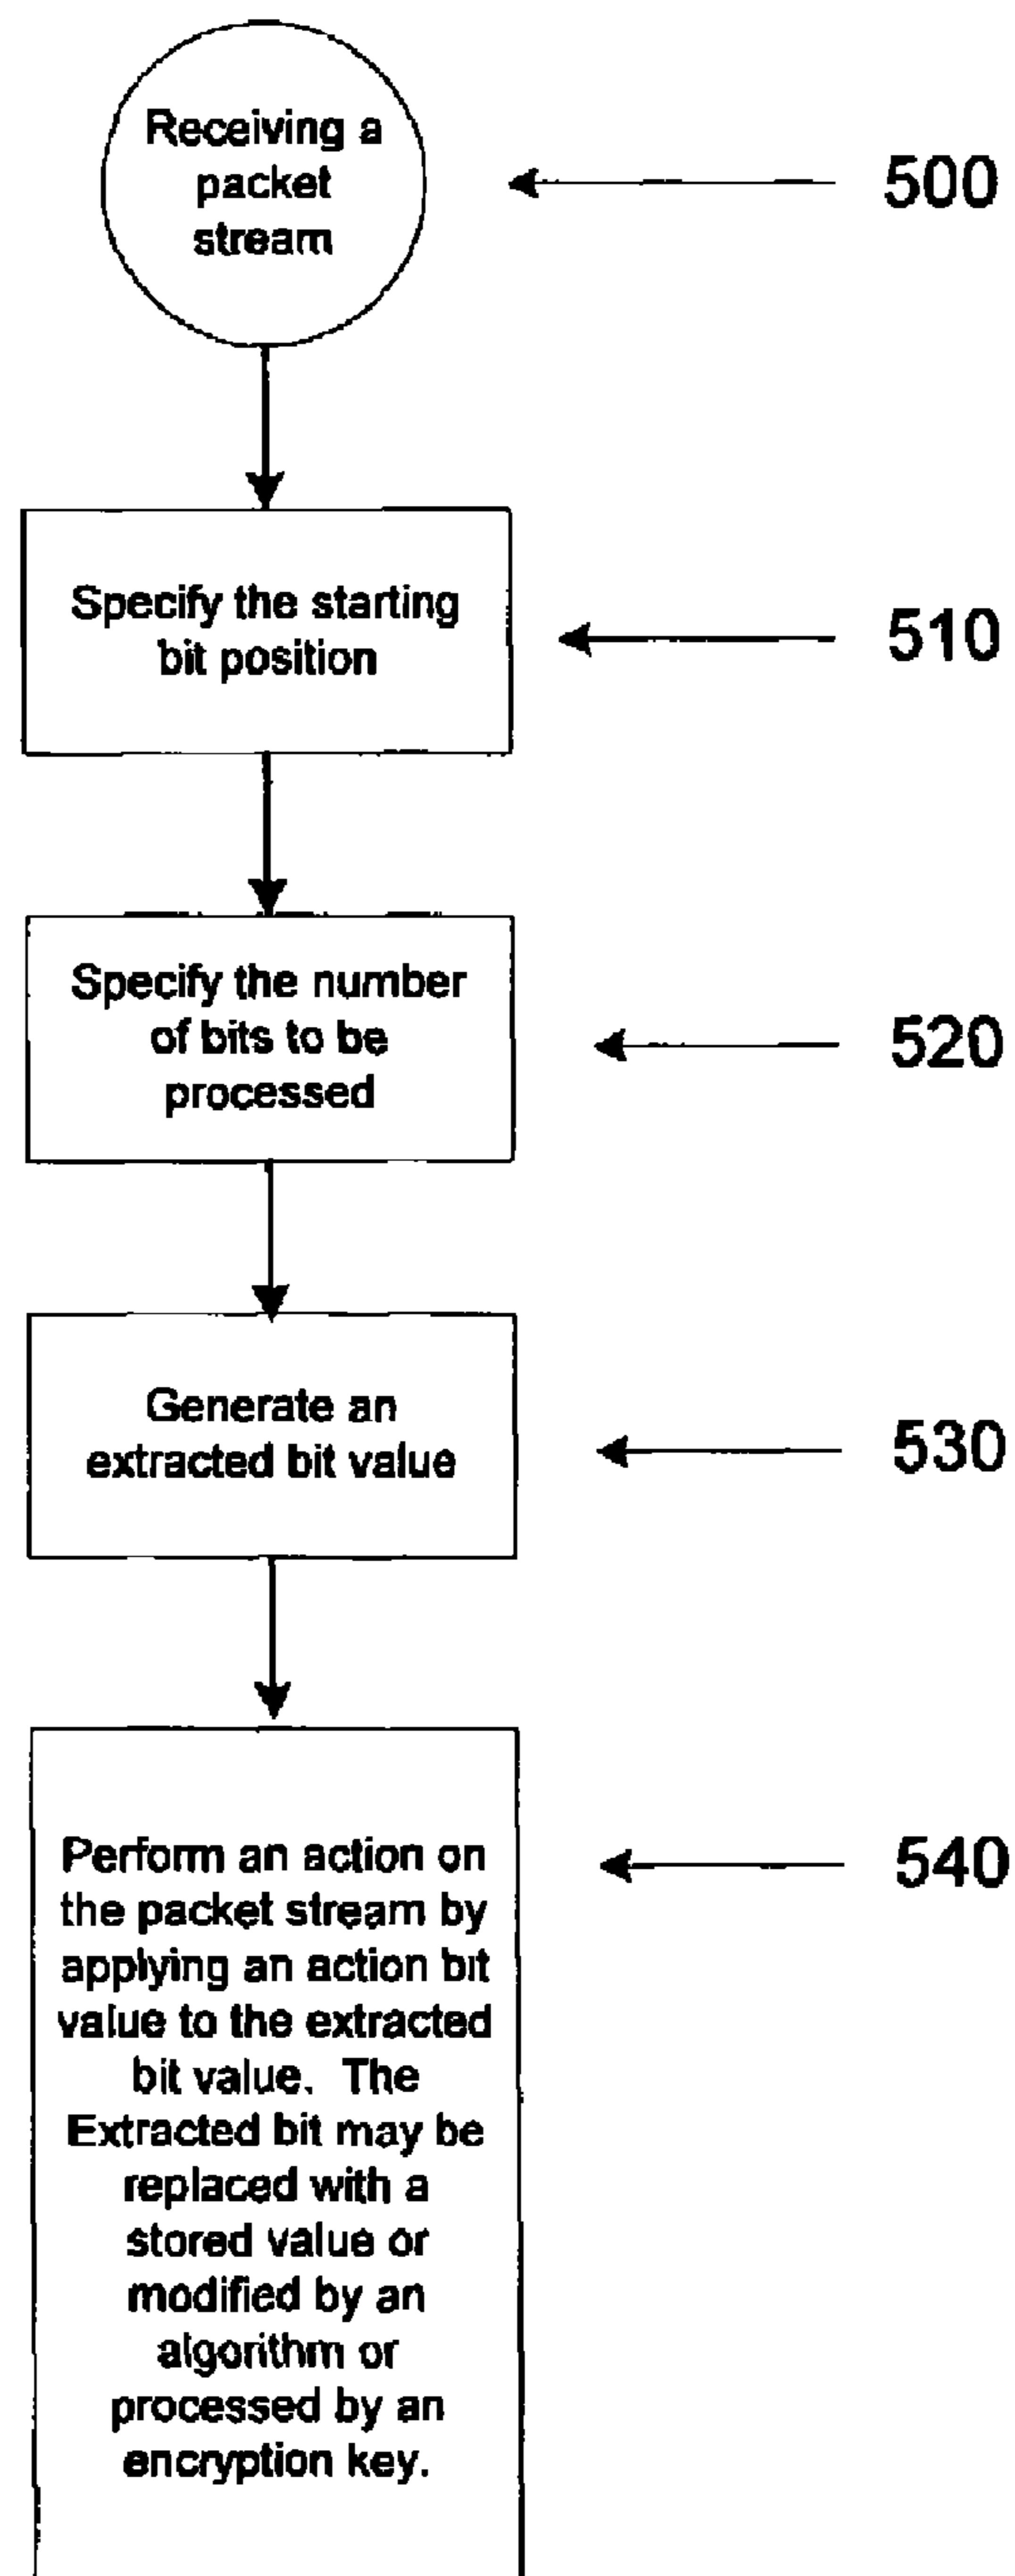 Receiving a
packet
stream
500
Specify the starting
bit position
510
Specify the number
of bits to be
processed
520
Generate an
extracted bit value
530
Perform an action on
the packet stream by
applying an action bit
value to the extracted
bit value. The
Extracted bit may be
replaced with a
stored value or
modified by an
algorithm or
processed by an
encryption key.
540